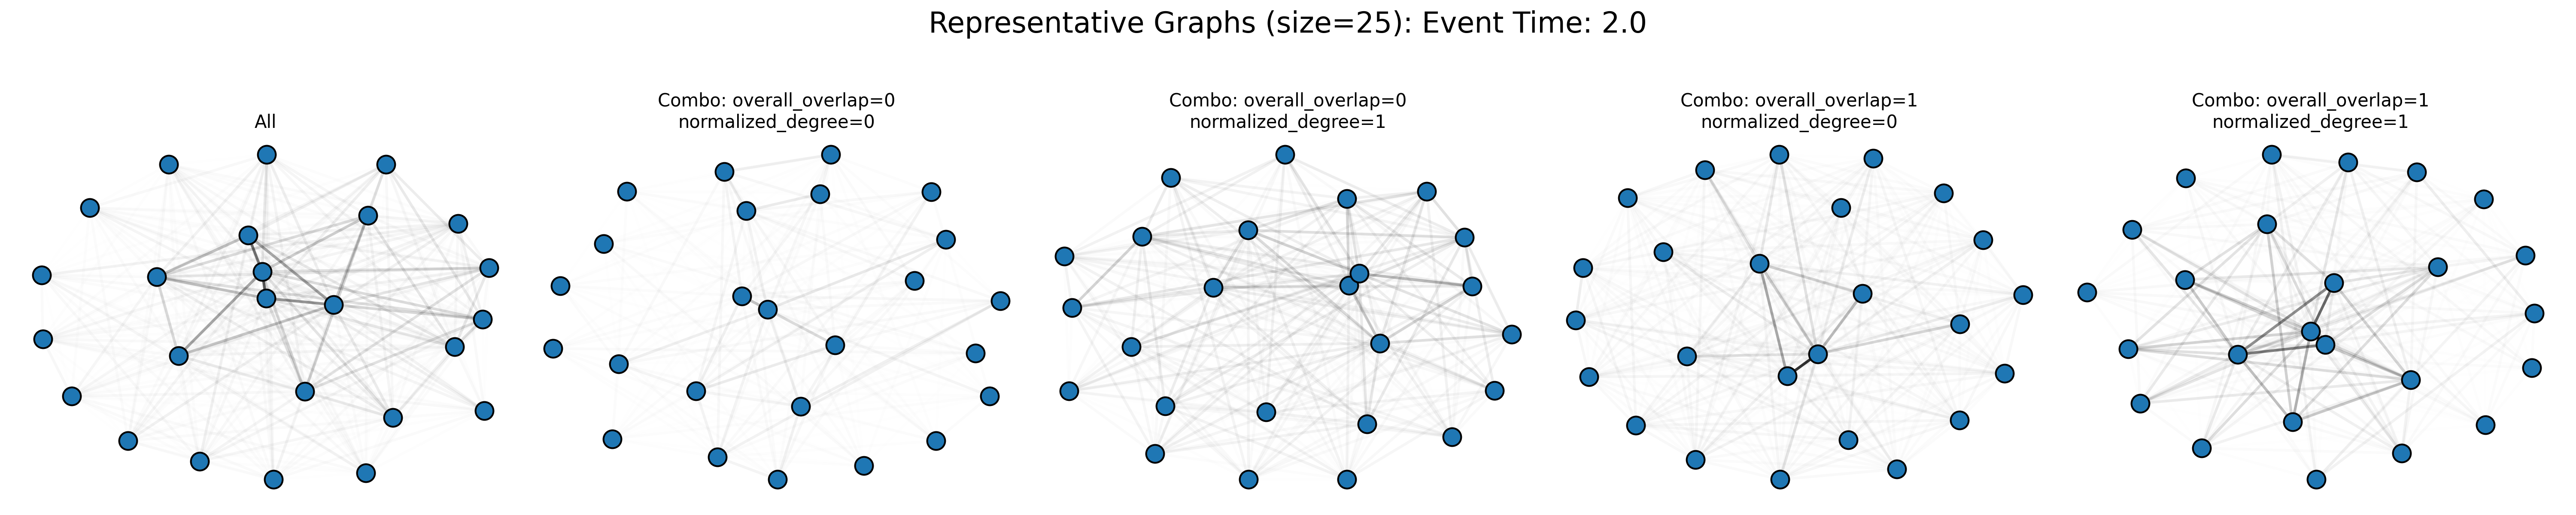 Representative Graphs (size=25): Event Time: 2.0
All
Combo: overall_overlap=0
normalized_degree=0
Combo: overall_overlap=0
normalized_degree=1
Combo: overall_overlap=1
normalized_degree=0
Combo: overall_overlap=1
normalized_degree=1